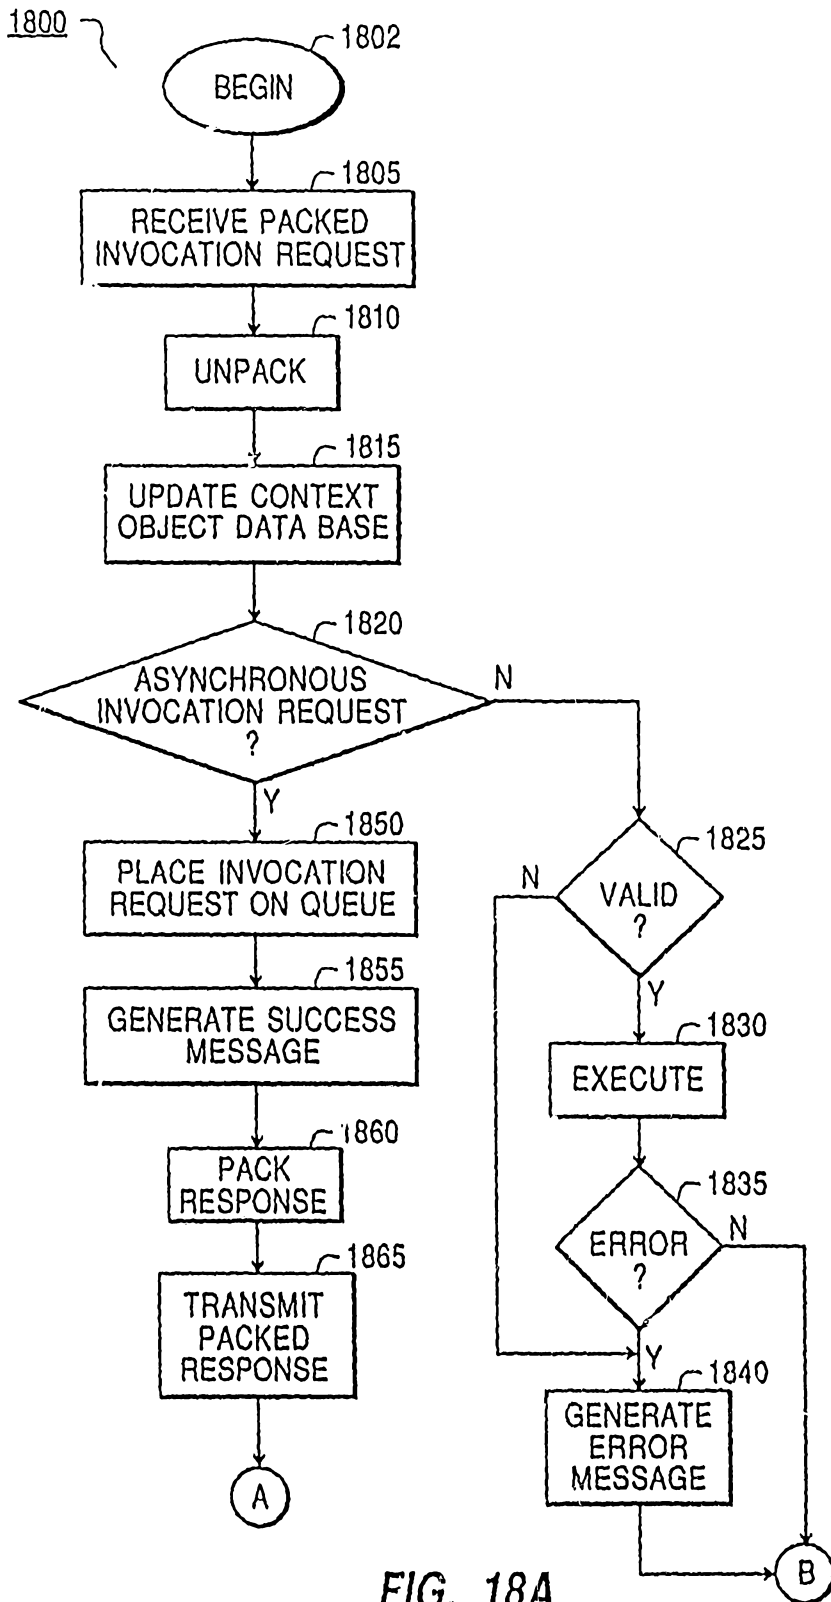 1800
1802
BEGIN
1805
RECEIVE PACKED
INVOCATION REQUEST
1810
UNPACK
1815
UPDATE CONTEXT
OBJECT DATA BASE
1820
ASYNCHRONOUS
INVOCATION REQUEST
?
N
Y
1850
PLACE INVOCATION
REQUEST ON QUEUE
1855
GENERATE SUCCESS
MESSAGE
1860
PACK
RESPONSE
1865
TRANSMIT
PACKED
RESPONSE
A
1825
VALID
?
N
Y
1830
EXECUTE
1835
ERROR
?
N
Y
1840
GENERATE
ERROR
MESSAGE
B
FIG. 18A